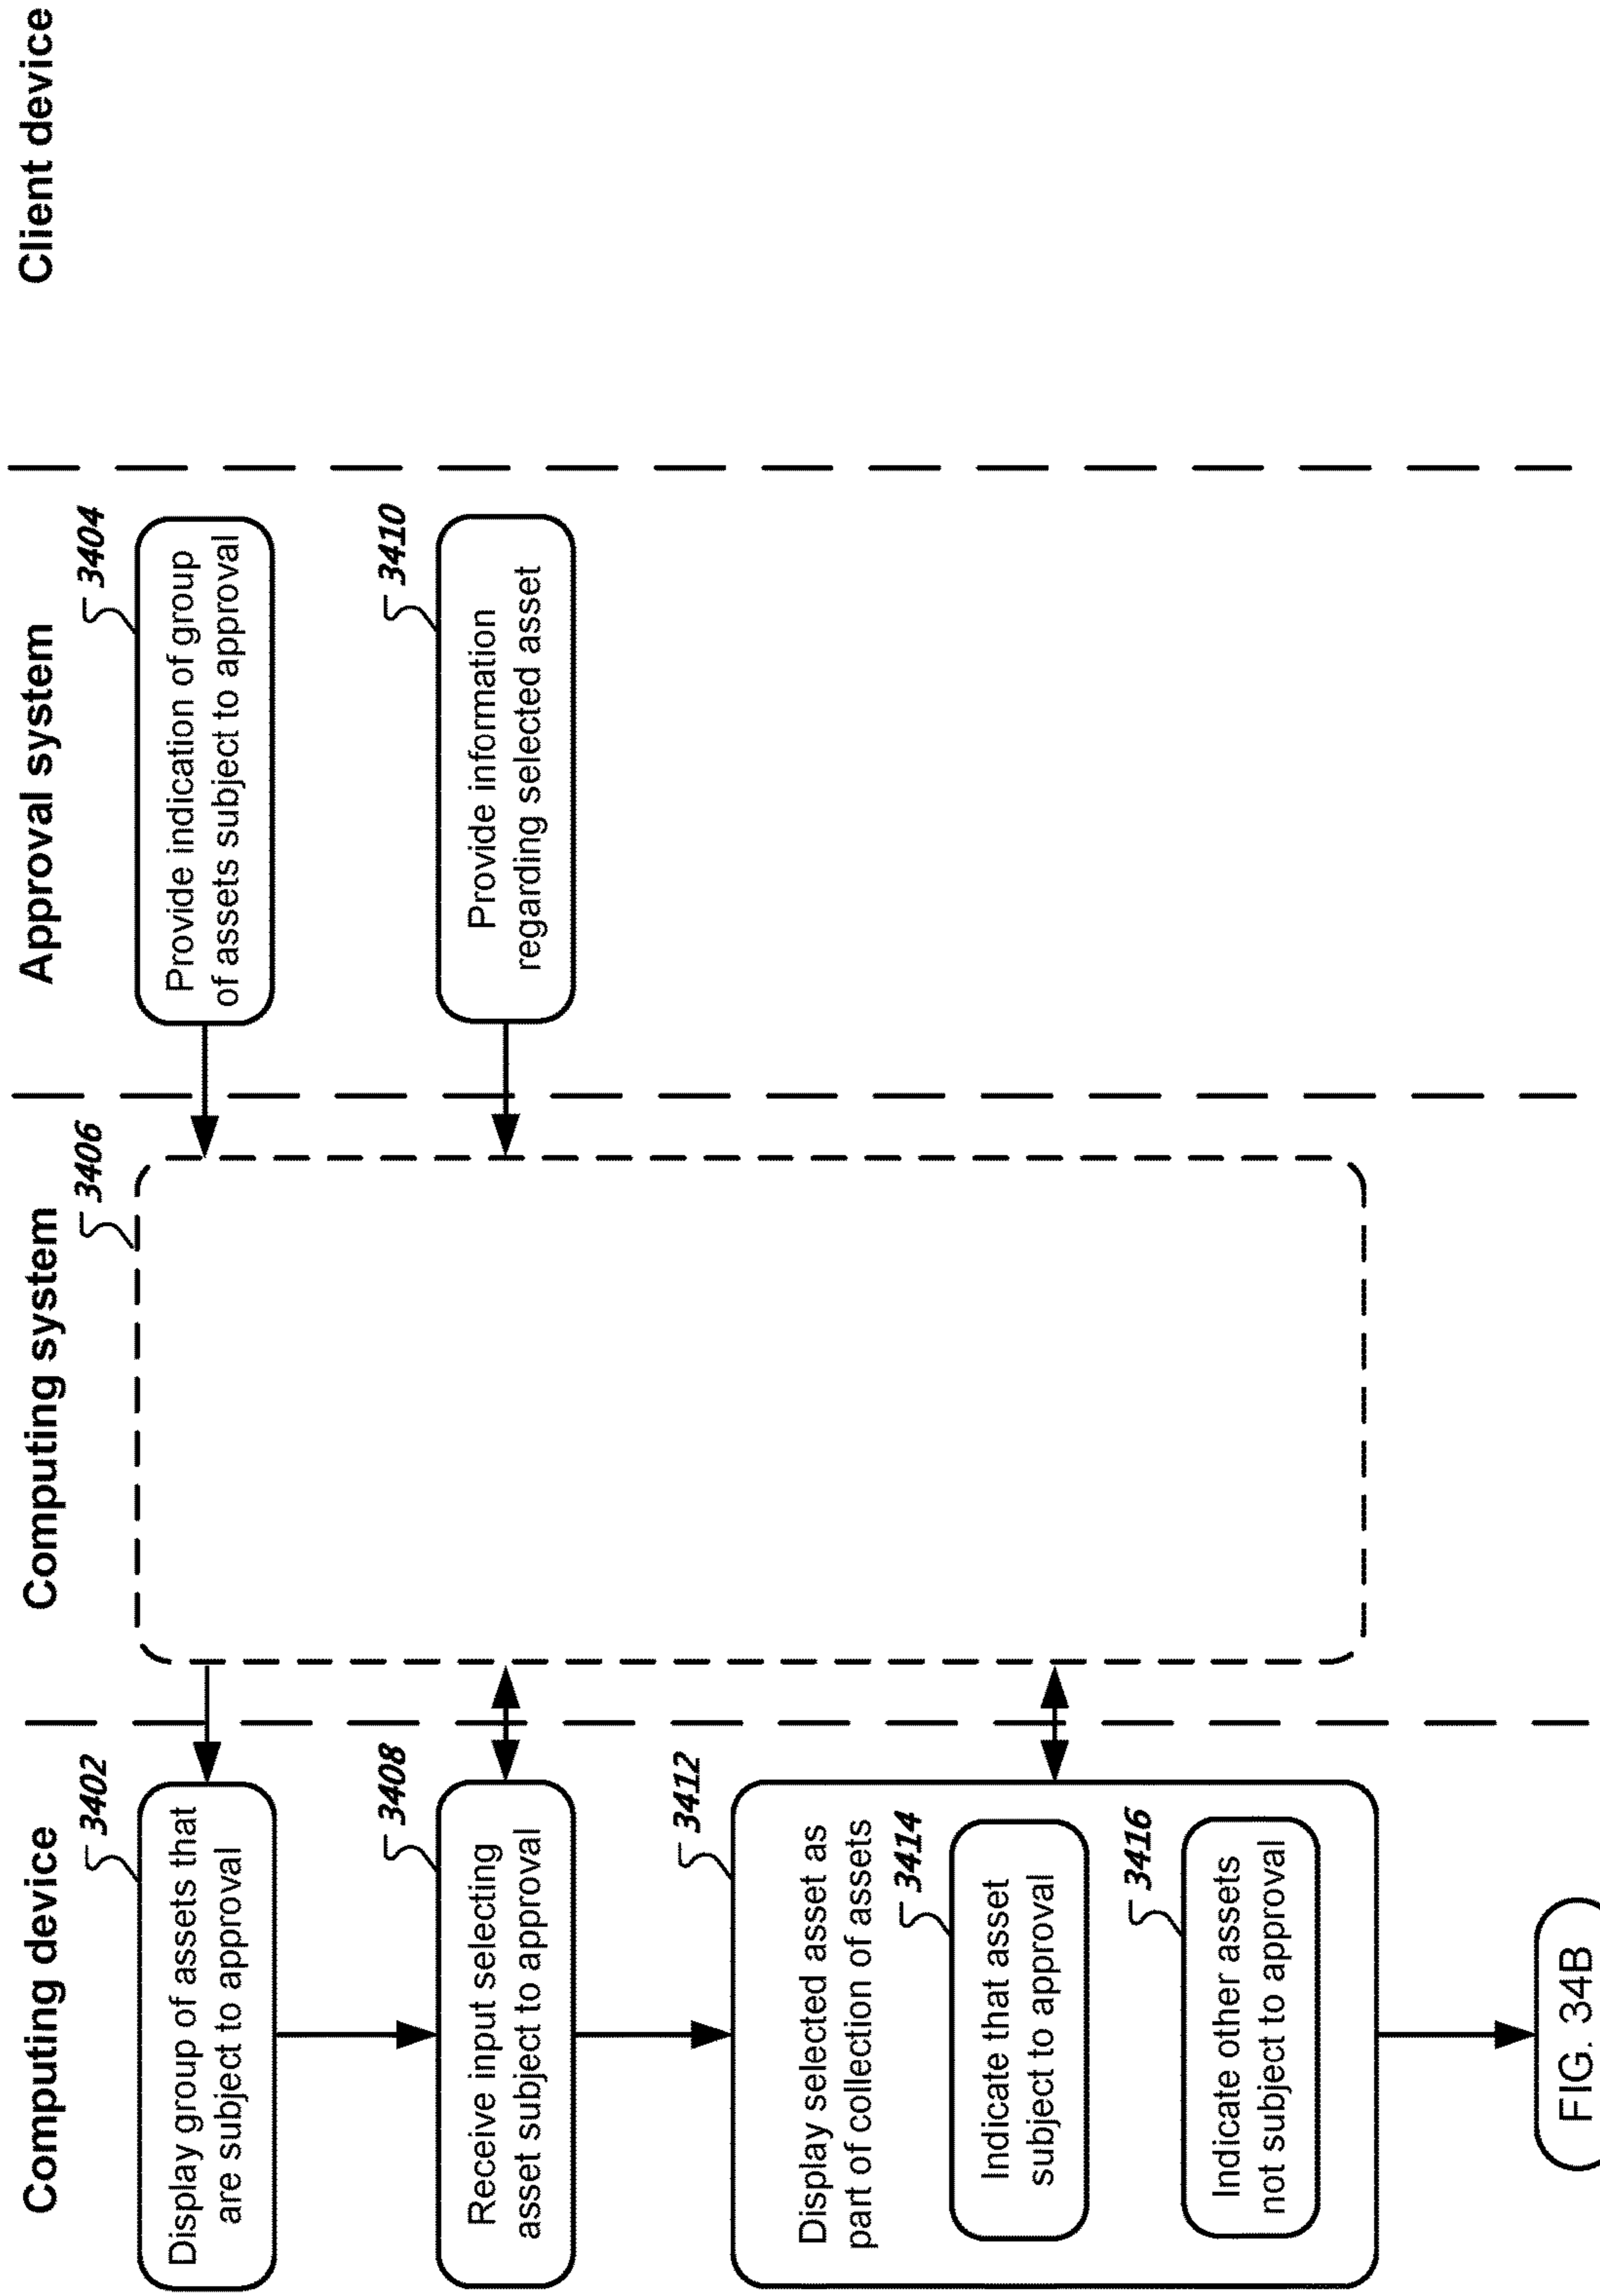 Computing device
Computing system
Approval system
Client device
3402
Display group of assets that
are subject to approval
3406
3404
Provide indication of group
of assets subject to approval
3408
Receive input selecting
asset subject to approval
3410
Provide information
regarding selected asset
3412
Display selected asset as
part of collection of assets
3414
Indicate that asset
subject to approval
3416
Indicate other assets
not subject to approval
FIG. 34B